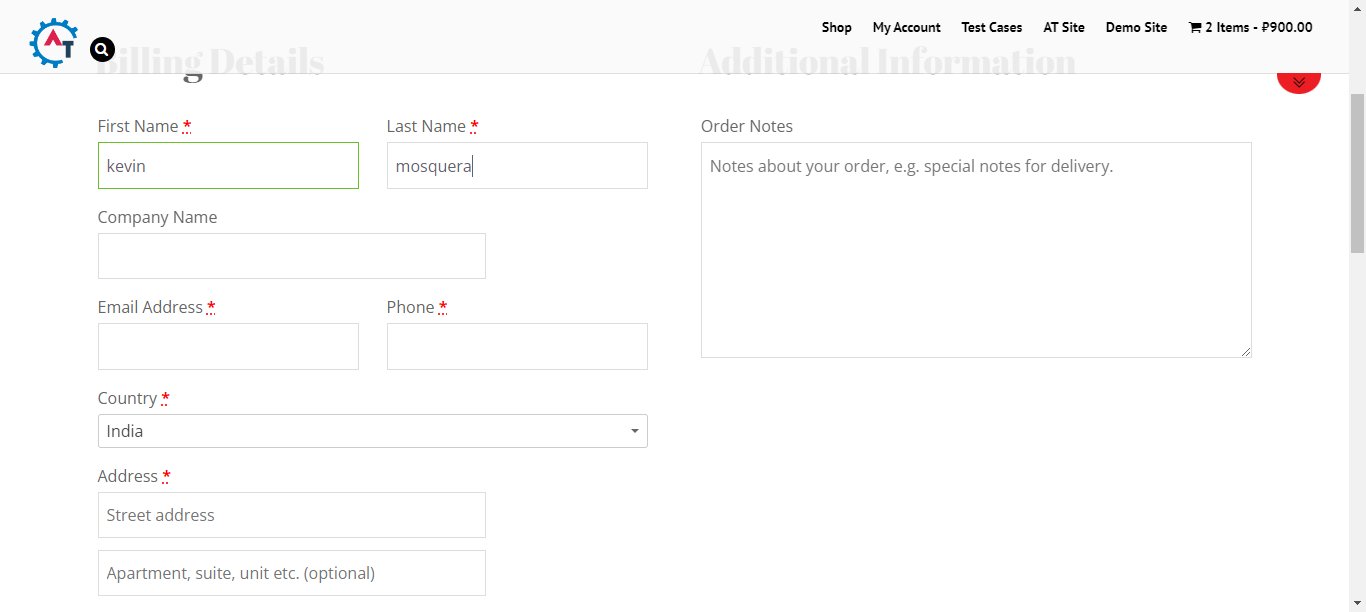 AT
Shop My Account Test Cases AT Site Demo Site 2 Items - ₽900.00
Billing Details
Additional Information
First Name *
Last Name *
Order Notes
kevin
mosquera
Notes about your order, e.g. special notes for delivery.
Company Name
Email Address *
Phone *
Country *
India
Address *
Street address
Apartment, suite, unit etc. (optional)